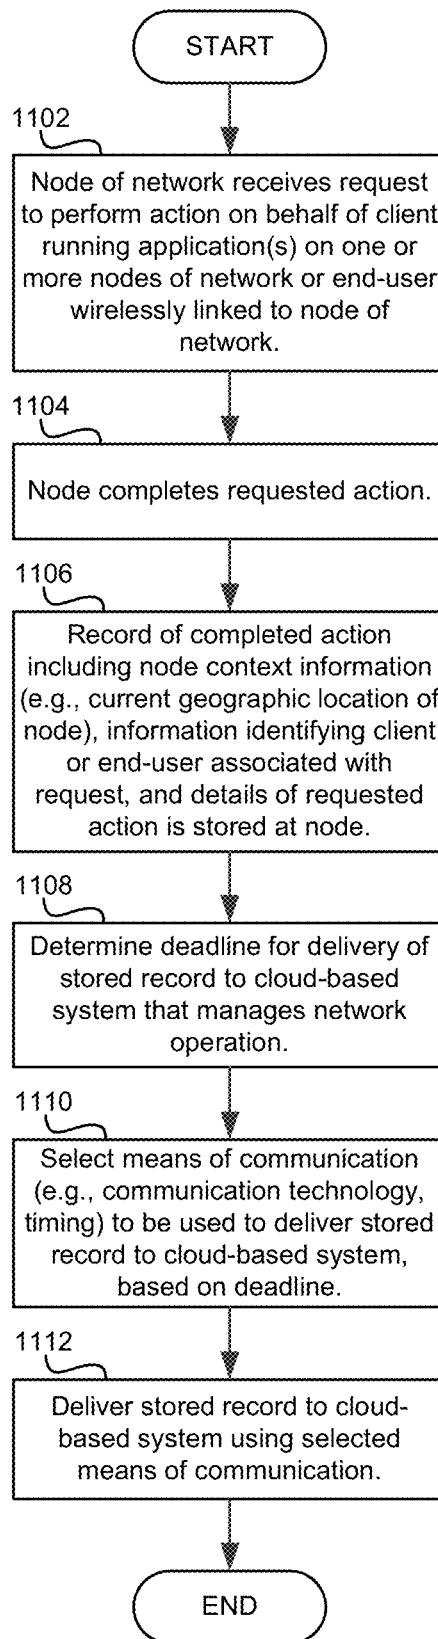 START
1102
Node of network receives request
to perform action on behalf of client
running application(s) on one or
more nodes of network or end-user
wirelessly linked to node of
network.
1104
Node completes requested action.
1106
Record of completed action
including node context information
(e.g., current geographic location of
node), information identifying client
or end-user associated with
request, and details of requested
action is stored at node.
1108
Determine deadline for delivery of
stored record to cloud-based
system that manages network
operation.
1110
Select means of communication
(e.g., communication technology,
timing) to be used to deliver stored
record to cloud-based system,
based on deadline.
1112
Deliver stored record to cloud-
based system using selected
means of communication.
END